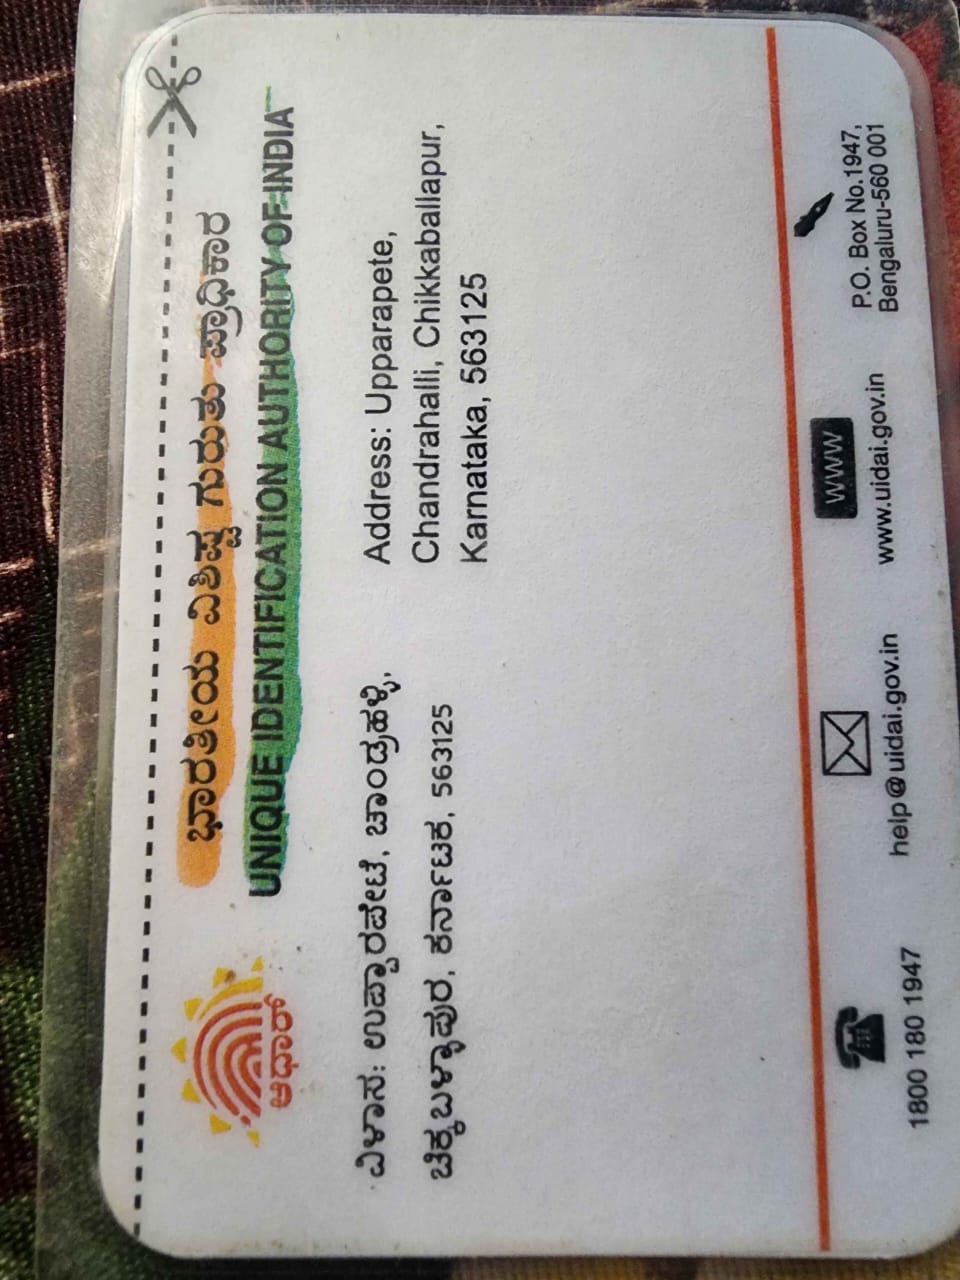 ಭಾರತೀಯ ವಿಶಿಷ್ಟ ಗುರುತು ಪ್ರಾಧಿಕಾರ
UNIQUE IDENTIFICATION AUTHORITY OF INDIA
ಆಧಾರ್
ವಿಳಾಸ: ಉಪ್ಪಾರಪೇಟೆ, ಚಾಂದ್ರಹಳ್ಳಿ,
ಚಿಕ್ಕಬಳ್ಳಾಪುರ, ಕರ್ನಾಟಕ, 563125
Address: Upparapete,
Chandrahalli, Chikkaballapur,
Karnataka, 563125
1800 180 1947
help@uidai.gov.in
WWW
www.uidai.gov.in
P.O. Box No.1947,
Bengaluru-560 001